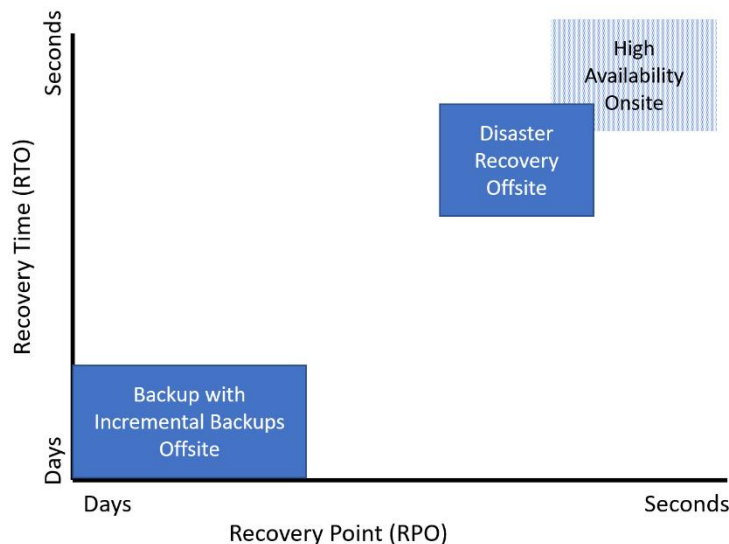 Seconds
High
Availability
Onsite
Disaster
Recovery
Offsite
Recovery Time (RTO)
Backup with
Incremental Backups
Offsite
Days
Days
Seconds
Recovery Point (RPO)